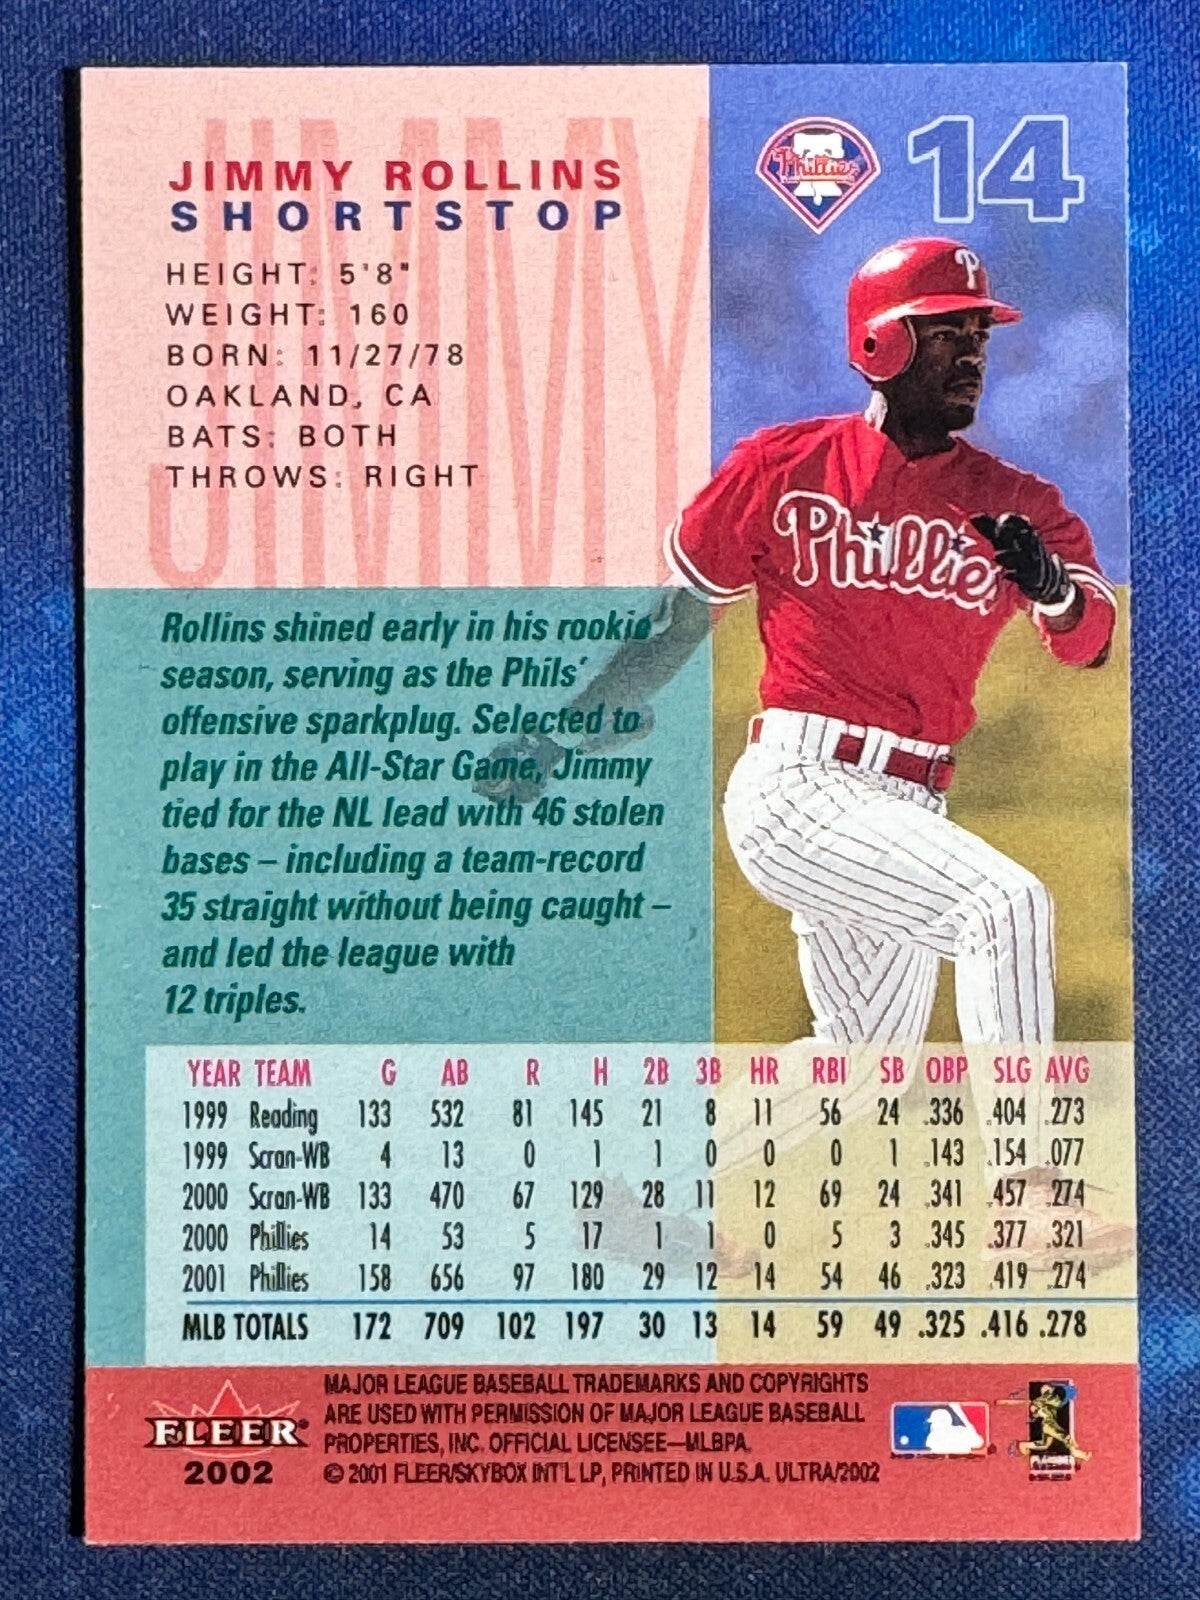 JIMMY
Phillies
14
JIMMY ROLLINS
SHORTSTOP
HEIGHT: 5'8"
WEIGHT: 160
BORN: 11/27/78
OAKLAND, CA
BATS: BOTH
THROWS: RIGHT
P
Phillies
Rollins shined early in his rookie
season, serving as the Phils'
offensive sparkplug. Selected to
play in the All-Star Game, Jimmy
tied for the NL lead with 46 stolen
bases – including a team-record
35 straight without being caught –
and led the league with
12 triples.
YEAR TEAM G AB R H 2B 3B HR RBI SB OBP SLG AVG
1999 Reading 133 532 81 145 21 8 11 56 24 .336 .404 .273
1999 Scran-WB 4 13 0 1 1 0 0 0 1 .143 .154 .077
2000 Scran-WB 133 470 67 129 28 11 12 69 24 .341 .457 .274
2000 Phillies 14 53 5 17 1 1 0 5 3 .345 .377 .321
2001 Phillies 158 656 97 180 29 12 14 54 46 .323 .419 .274
MLB TOTALS 172 709 102 197 30 13 14 59 49 .325 .416 .278
FLEER
2002
MAJOR LEAGUE BASEBALL TRADEMARKS AND COPYRIGHTS
ARE USED WITH PERMISSION OF MAJOR LEAGUE BASEBALL
PROPERTIES, INC. OFFICIAL LICENSEE—MLBPA.
© 2001 FLEER/SKYBOX INT'L LP, PRINTED IN U.S.A. ULTRA/2002